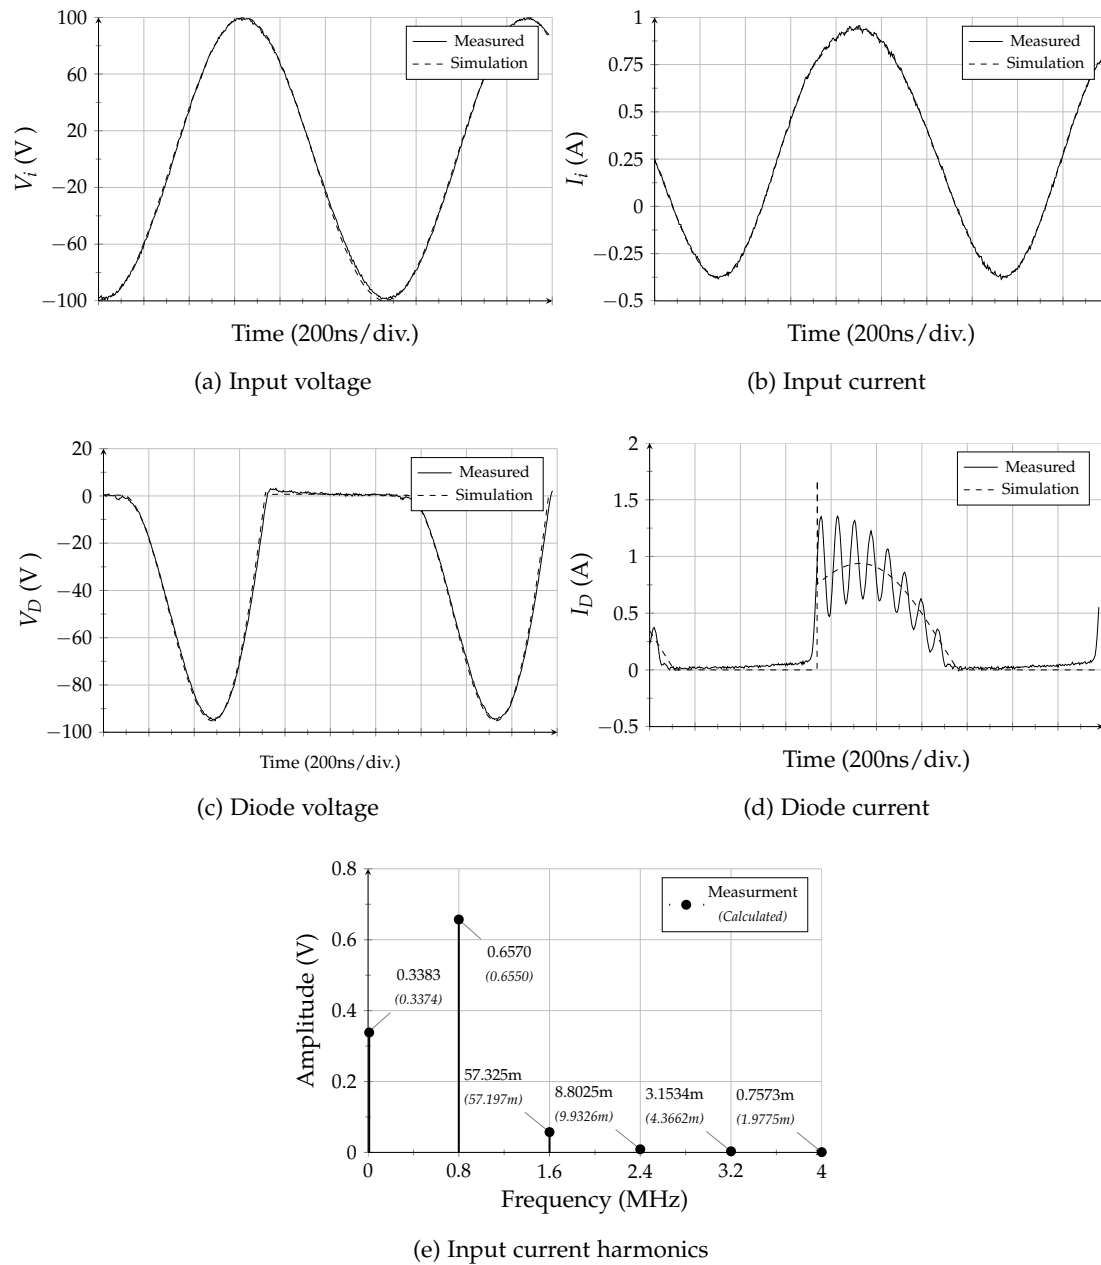 100
60
20
−20
−60
−100
V_i (V )
Measured
Simulation
Time (200ns/div.)
(a) Input voltage
1
0.75
0.5
0.25
0
−0.25
−0.5
I_i (A)
Measured
Simulation
Time (200ns/div.)
(b) Input current
20
0
−20
−40
−60
−80
−100
V_D (V )
Measured
Simulation
Time (200ns/div.)
(c) Diode voltage
2
1.5
1
0.5
0
−0.5
I_D (A)
Measured
Simulation
Time (200ns/div.)
(d) Diode current
0.8
0.6
0.4
0.2
0
Amplitude (V)
Measurment
(Calculated)
0.3383
(0.3374)
0.6570
(0.6550)
57.325m
(57.197m)
8.8025m
(9.9326m)
3.1534m
(4.3662m)
0.7573m
(1.9775m)
0 0.8 1.6 2.4 3.2 4
Frequency (MHz)
(e) Input current harmonics